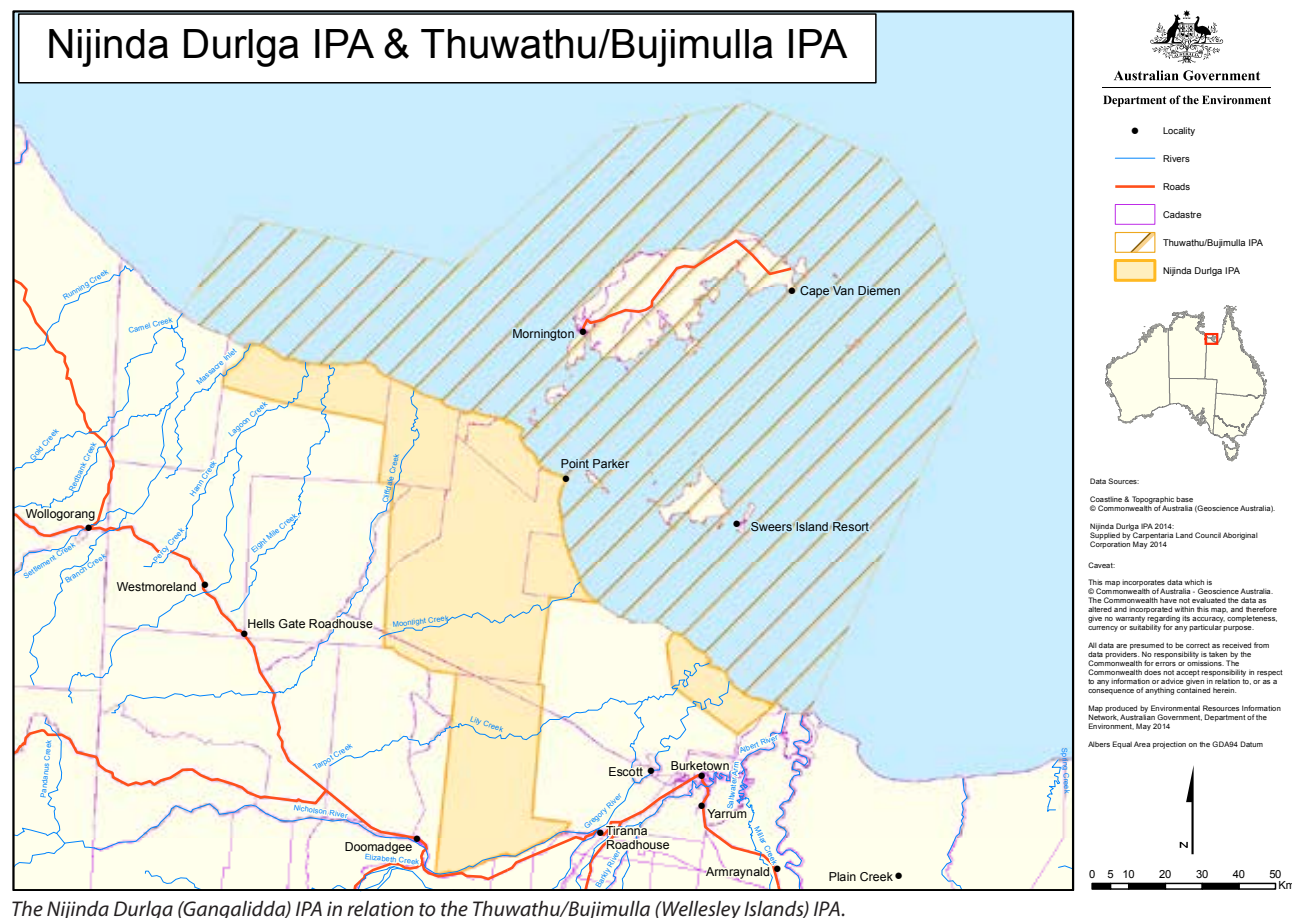 Nijinda Durlga IPA & Thuwathu/Bujimulla IPA
Australian Government
Department of the Environment
Locality
Rivers
Roads
Cadastre
Thuwathu/Bujimulla IPA
Nijinda Durlga IPA
Running Creek
Camel Creek
Massacre Inlet
Cape Van Diemen
Mornington
Gold Creek
Redbank Creek
Hann Creek
Lagoon Creek
Cliffdale Creek
Point Parker
Wollogorang
Sweers Island Resort
Settlement Creek
Branch Creek
Percy Creek
Eight Mile Creek
Westmoreland
Hells Gate Roadhouse
Moonlight Creek
Lily Creek
Tarpot Creek
Pandanus Creek
Albert River
Escott
Burketown
Saltwater Arm
Nicholson River
Gregory River
Yarrum
Tiranna
Roadhouse
Doomadgee
Elizabeth Creek
Barkly River
Millar Creek
Armraynald
Plain Creek
Data Sources:
Coastline & Topographic base
© Commonwealth of Australia (Geoscience Australia).
Nijinda Durlga IPA 2014:
Supplied by Carpentaria Land Council Aboriginal
Corporation May 2014
Caveat:
This map incorporates data which is
© Commonwealth of Australia - Geoscience Australia.
The Commonwealth have not evaluated the data as
altered and incorporated within this map, and therefore
give no warranty regarding its accuracy, completeness,
currency or suitability for any particular purpose.
All data are presumed to be correct as received from
data providers. No responsibility is taken by the
Commonwealth for errors or omissions. The
Commonwealth does not accept responsibility in respect
to any information or advice given in relation to, or as a
consequence of anything contained herein.
Map produced by Environmental Resources Information
Network, Australian Government, Department of the
Environment, May 2014
Albers Equal Area projection on the GDA94 Datum
N
0 5 10 20 30 40 50
Km
The Nijinda Durlga (Gangalidda) IPA in relation to the Thuwathu/Bujimulla (Wellesley Islands) IPA.